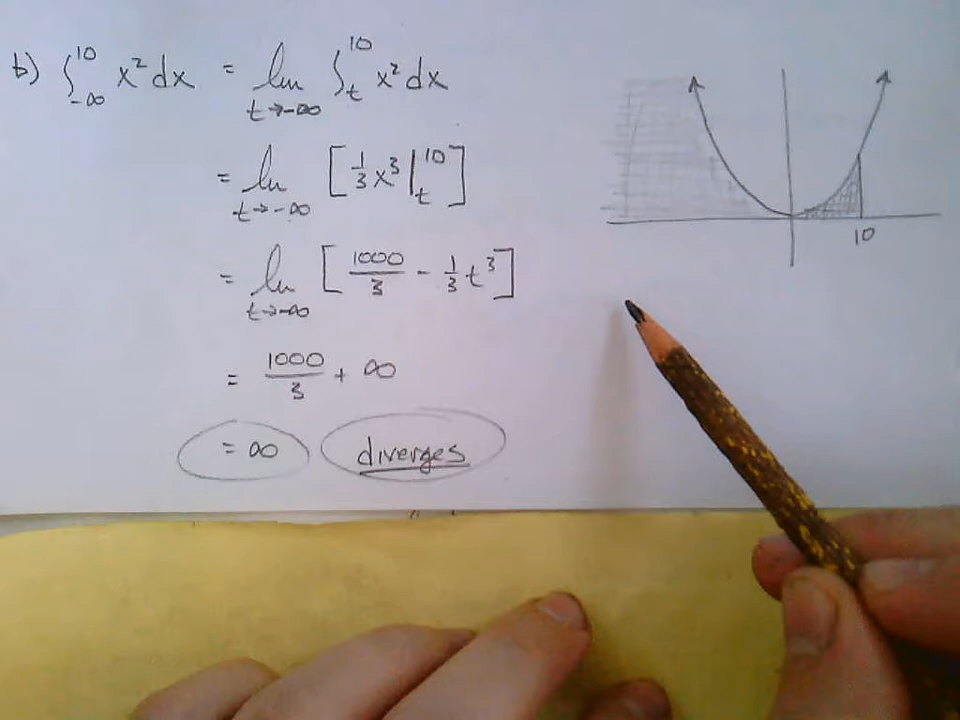 b) ∫_{-∞}^{10} x² dx = lim_{t→-∞} ∫_t^{10} x² dx
= lim_{t→-∞} [ 1/3 x³ |_t^{10} ]
= lim_{t→-∞} [ 1000/3 - 1/3 t³ ]
= 1000/3 + ∞
= ∞ diverges
10